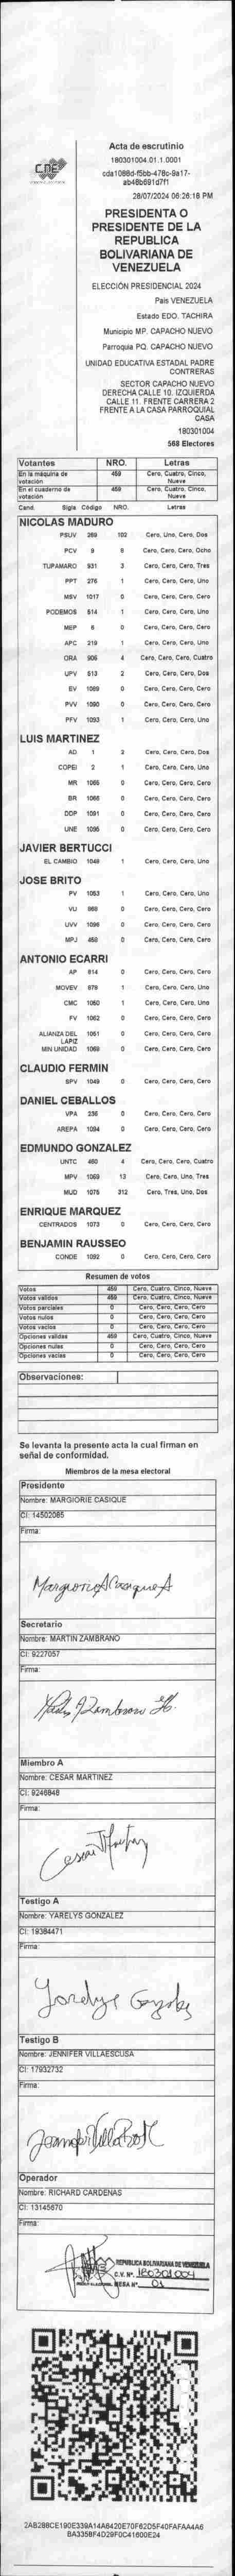 Acta de escrutinio
180301004.01.1.0001
CNE
28/07/2024 06:26:18 PM
PRESIDENTA O
PRESIDENTE DE LA
REPUBLICA
BOLIVARIANA DE
VENEZUELA
ELECCIÓN PRESIDENCIAL 2024
Pais VENEZUELA
Estado EDO. TACHIRA
Municipio MP. CAPACHO NUEVO
Parroquia PQ. CAPACHO NUEVO
UNIDAD EDUCATIVA ESTADAL PADRE
CONTRERAS
SECTOR CAPACHO NUEVO
DERECHA CALLE 10. IZQUIERDA
CALLE 11. FRENTE CARRERA 2
FRENTE A LA CASA PARROQUIAL
CASA
180301004
568 Electores
Votantes NRO. Letras
En la máquina de votación 459 Cero, Cuatro, Cinco, Nueve
En el cuaderno de votación 459 Cero, Cuatro, Cinco, Nueve
Cand. Sigla Código NRO. Letras
NICOLAS MADURO
PSUV 269 102 Cero, Uno, Cero, Dos
PCV 9 8 Cero, Cero, Cero, Ocho
TUPAMARO 931 3 Cero, Cero, Cero, Tres
PPT 276 1 Cero, Cero, Cero, Uno
MSV 1017 0 Cero, Cero, Cero, Cero
PODEMOS 514 1 Cero, Cero, Cero, Uno
MEP 6 0 Cero, Cero, Cero, Cero
APC 219 1 Cero, Cero, Cero, Uno
ORA 906 4 Cero, Cero, Cero, Cuatro
UPV 613 2 Cero, Cero, Cero, Dos
EV 1089 0 Cero, Cero, Cero, Cero
PVV 1090 0 Cero, Cero, Cero, Cero
PFV 1093 1 Cero, Cero, Cero, Uno
LUIS MARTINEZ
AD 1 2 Cero, Cero, Cero, Dos
COPEI 2 1 Cero, Cero, Cero, Uno
MR 1065 0 Cero, Cero, Cero, Cero
BR 1066 0 Cero, Cero, Cero, Cero
DDP 1091 0 Cero, Cero, Cero, Cero
UNE 1095 0 Cero, Cero, Cero, Cero
JAVIER BERTUCCI
EL CAMBIO 1048 1 Cero, Cero, Cero, Uno
JOSE BRITO
PV 1053 1 Cero, Cero, Cero, Uno
VU 968 0 Cero, Cero, Cero, Cero
UVV 1096 0 Cero, Cero, Cero, Cero
MPJ 458 0 Cero, Cero, Cero, Cero
ANTONIO ECARRI
AP 814 0 Cero, Cero, Cero, Cero
MOVEV 879 1 Cero, Cero, Cero, Uno
CMC 1050 1 Cero, Cero, Cero, Uno
FV 1062 0 Cero, Cero, Cero, Cero
ALIANZA DEL LAPIZ 1051 0 Cero, Cero, Cero, Cero
MIN UNIDAD 1069 0 Cero, Cero, Cero, Cero
CLAUDIO FERMIN
SPV 1049 0 Cero, Cero, Cero, Cero
DANIEL CEBALLOS
VPA 236 0 Cero, Cero, Cero, Cero
AREPA 1094 0 Cero, Cero, Cero, Cero
EDMUNDO GONZALEZ
UNTC 460 4 Cero, Cero, Cero, Cuatro
MPV 1059 13 Cero, Cero, Uno, Tres
MUD 1075 312 Cero, Tres, Uno, Dos
ENRIQUE MARQUEZ
CENTRADOS 1073 0 Cero, Cero, Cero, Cero
BENJAMIN RAUSSEO
CONDE 1092 0 Cero, Cero, Cero, Cero
Resumen de votos
Votos 459 Cero, Cuatro, Cinco, Nueve
Votos validos 459 Cero, Cuatro, Cinco, Nueve
Votos parciales 0 Cero, Cero, Cero, Cero
Votos nulos 0 Cero, Cero, Cero, Cero
Votos vacios 0 Cero, Cero, Cero, Cero
Opciones validas 459 Cero, Cuatro, Cinco, Nueve
Opciones nulas 0 Cero, Cero, Cero, Cero
Opciones vacias 0 Cero, Cero, Cero, Cero
Observaciones:
Se levanta la presente acta la cual firman en
señal de conformidad.
Miembros de la mesa electoral
Presidente
Nombre: MARGIORIE CASIQUE
CI: 14502085
Firma:
Secretario
Nombre: MARTIN ZAMBRANO
CI: 9227057
Firma:
Miembro A
Nombre: CESAR MARTINEZ
CI: 9246848
Firma:
Testigo A
Nombre: YARELYS GONZALEZ
CI: 19384471
Firma:
Testigo B
Nombre: JENNIFER VILLAESCUSA
CI: 17932732
Firma:
Operador
Nombre: RICHARD CARDENAS
CI: 13145670
Firma:
REPUBLICA BOLIVARIANA DE VENEZUELA
C.V. Nº. 180301004
MESA Nº. 01